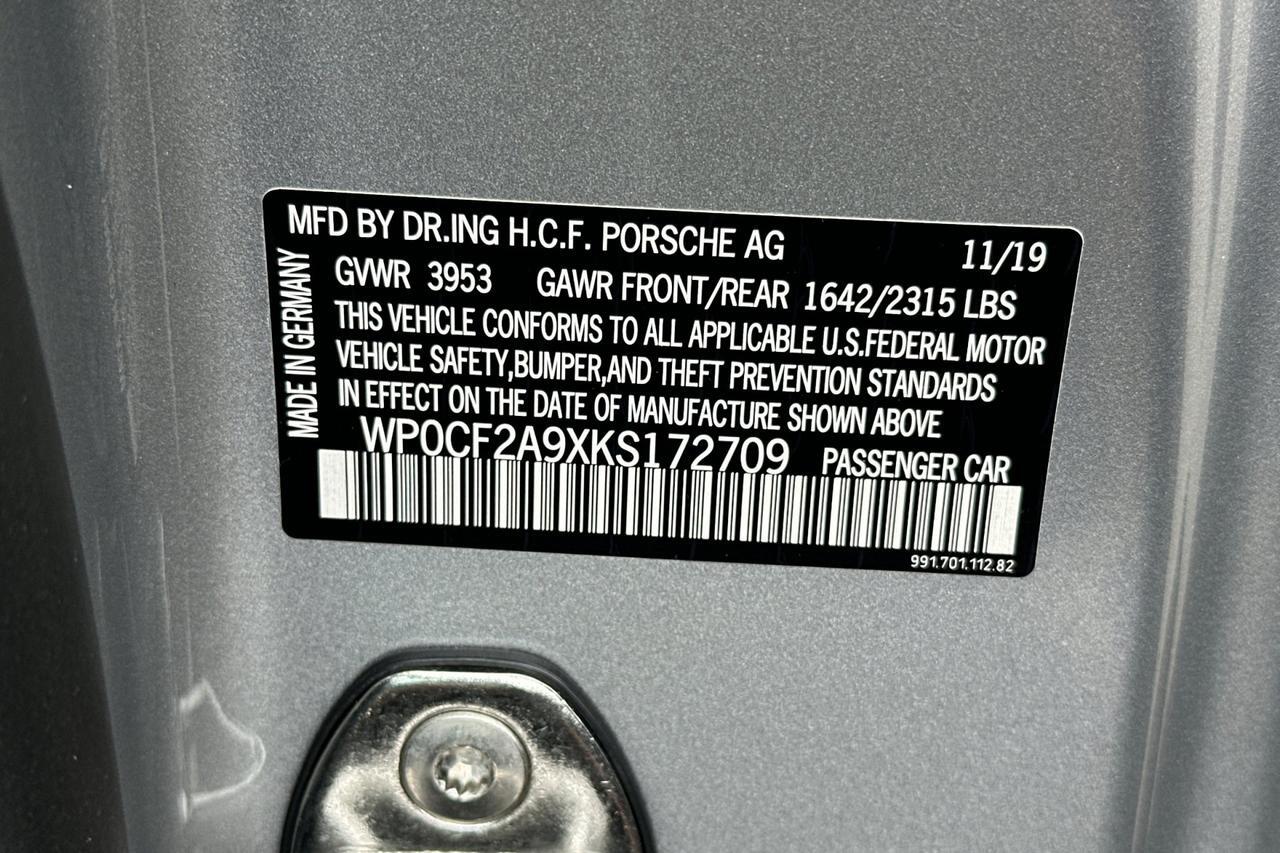 MFD BY DR.ING H.C.F. PORSCHE AG 11/19
GVWR 3953 GAWR FRONT/REAR 1642/2315 LBS
THIS VEHICLE CONFORMS TO ALL APPLICABLE U.S.FEDERAL MOTOR
VEHICLE SAFETY,BUMPER,AND THEFT PREVENTION STANDARDS
IN EFFECT ON THE DATE OF MANUFACTURE SHOWN ABOVE
WP0CF2A9XKS172709 PASSENGER CAR
991.701.112.82
MADE IN GERMANY